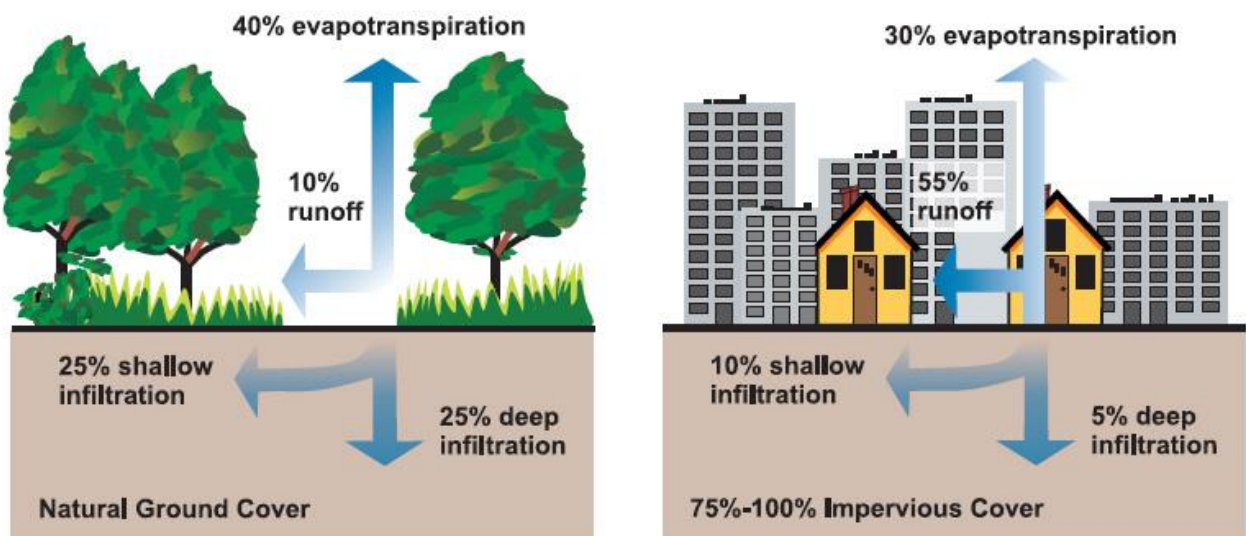 40% evapotranspiration
10%
runoff
25% shallow
infiltration
25% deep
infiltration
Natural Ground Cover
30% evapotranspiration
55%
runoff
10% shallow
infiltration
5% deep
infiltration
75%-100% Impervious Cover